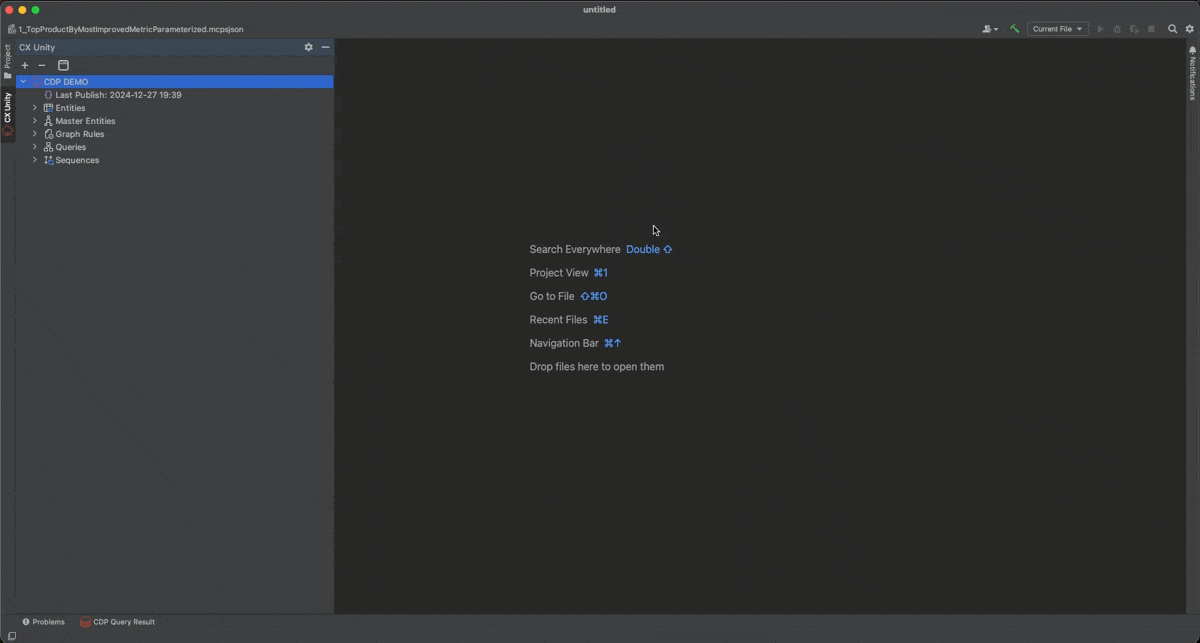 untitled
1_TopProductByMostImprovedMetricParameterized.mcpsjson
Current File
CX Unity
Project
CX Unity
Notifications
CDP DEMO
Last Publish: 2024-12-27 19:39
Entities
Master Entities
Graph Rules
Queries
Sequences
Search Everywhere Double ⇧
Project View ⌘1
Go to File ⇧⌘O
Recent Files ⌘E
Navigation Bar ⌘↑
Drop files here to open them
Problems
CDP Query Result